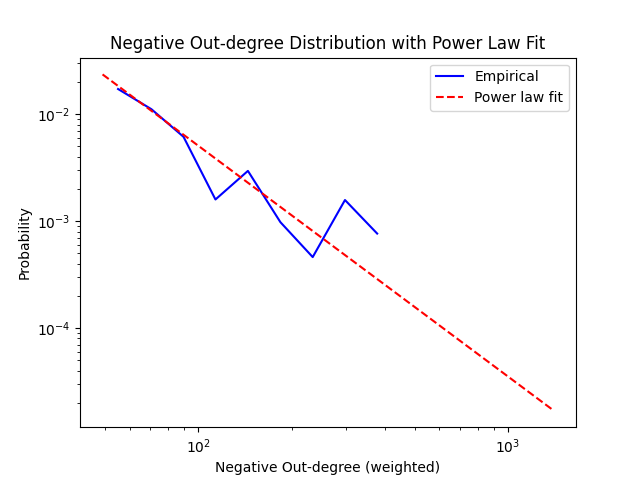 Negative Out-degree Distribution with Power Law Fit
Empirical
Power law fit
10⁻²
10⁻³
10⁻⁴
Probability
10²
10³
Negative Out-degree (weighted)